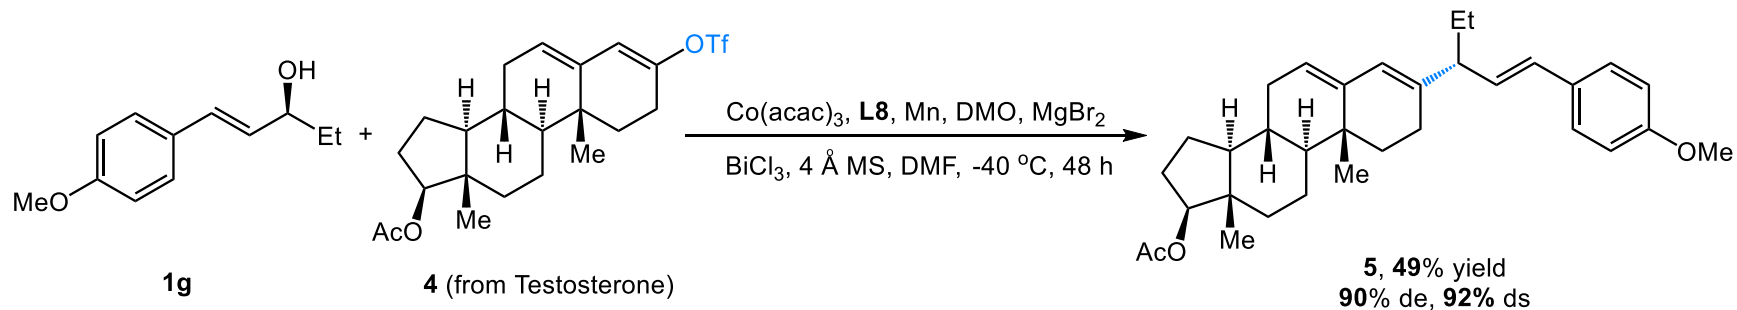 OH
Et
MeO
1g
+
OTf
H
H
H
Me
Me
AcO
4 (from Testosterone)
Co(acac)3, L8, Mn, DMO, MgBr2
BiCl3, 4 Å MS, DMF, -40 oC, 48 h
Et
H
H
H
Me
Me
AcO
OMe
5, 49% yield
90% de, 92% ds